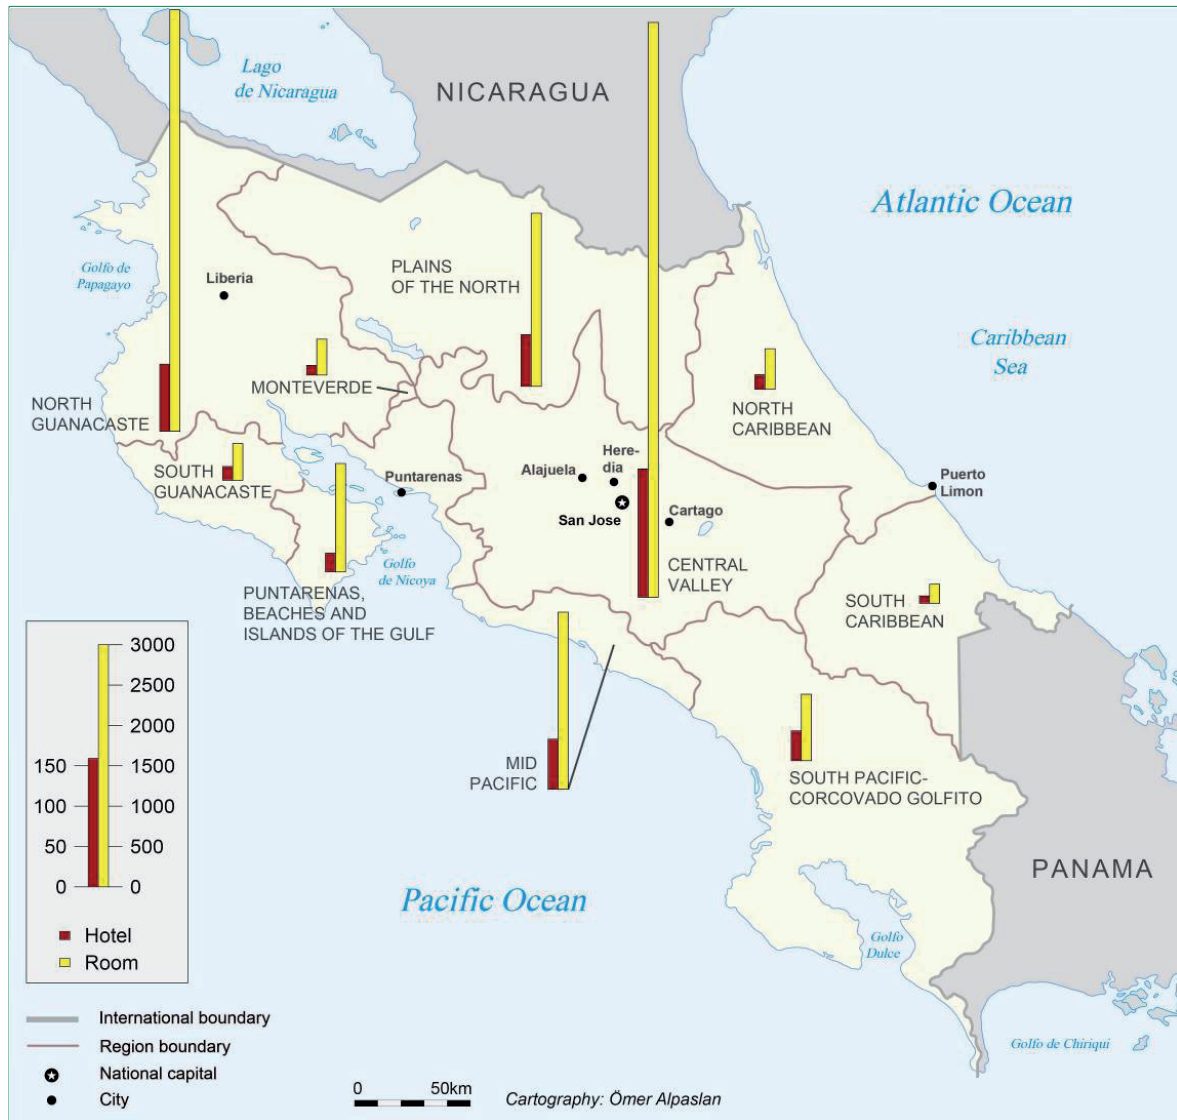 Lago
de Nicaragua
NICARAGUA
Atlantic Ocean
Golfo de
Papagayo
Liberia
PLAINS
OF THE NORTH
Caribbean
Sea
MONTEVERDE
NORTH
GUANACASTE
NORTH
CARIBBEAN
SOUTH
GUANACASTE
Puntarenas
Alajuela
Here-
dia
San Jose
Cartago
Puerto
Limon
Golfo
de Nicoya
CENTRAL
VALLEY
PUNTARENAS,
BEACHES AND
ISLANDS OF THE GULF
SOUTH
CARIBBEAN
MID
PACIFIC
SOUTH PACIFIC-
CORCOVADO GOLFITO
PANAMA
Pacific Ocean
Golfo
Dulce
Golfo de Chiriqui
3000
2500
2000
150 1500
100 1000
50 500
0 0
Hotel
Room
International boundary
Region boundary
National capital
City
0 50km
Cartography: Ömer Alpaslan